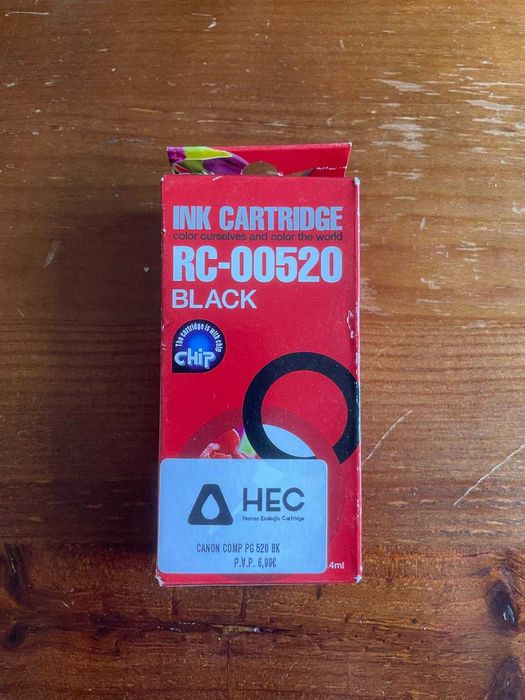 INK CARTRIDGE
color ourselves and color the world
RC-00520
BLACK
The Cartridge is with chip
CHIP
HEC
Human Ecologic Cartridge
CANON COMP PG 520 BK
P.V.P. 6,99€
.4ml